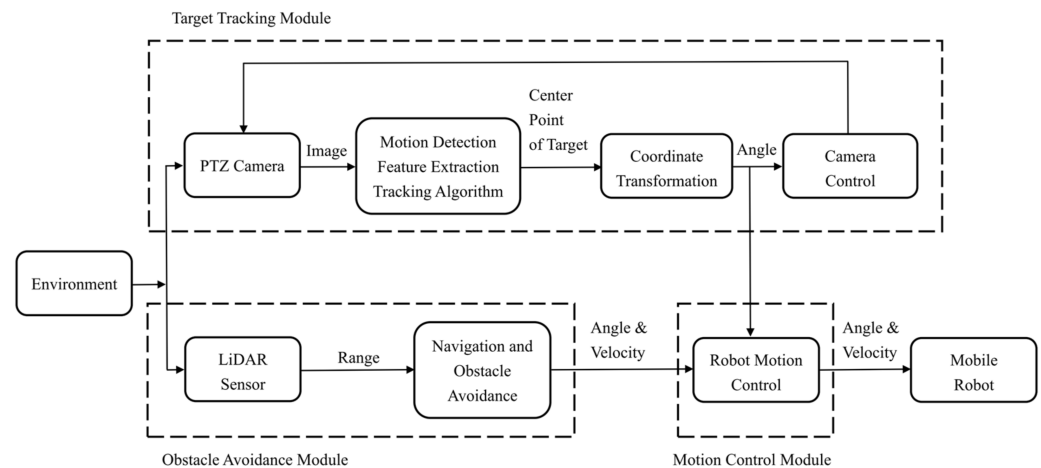 Target Tracking Module
PTZ Camera
Image
Motion Detection
Feature Extraction
Tracking Algorithm
Center
Point
of Target
Coordinate
Transformation
Angle
Camera
Control
Environment
LiDAR
Sensor
Range
Navigation and
Obstacle
Avoidance
Angle &
Velocity
Robot Motion
Control
Angle &
Velocity
Mobile
Robot
Obstacle Avoidance Module
Motion Control Module